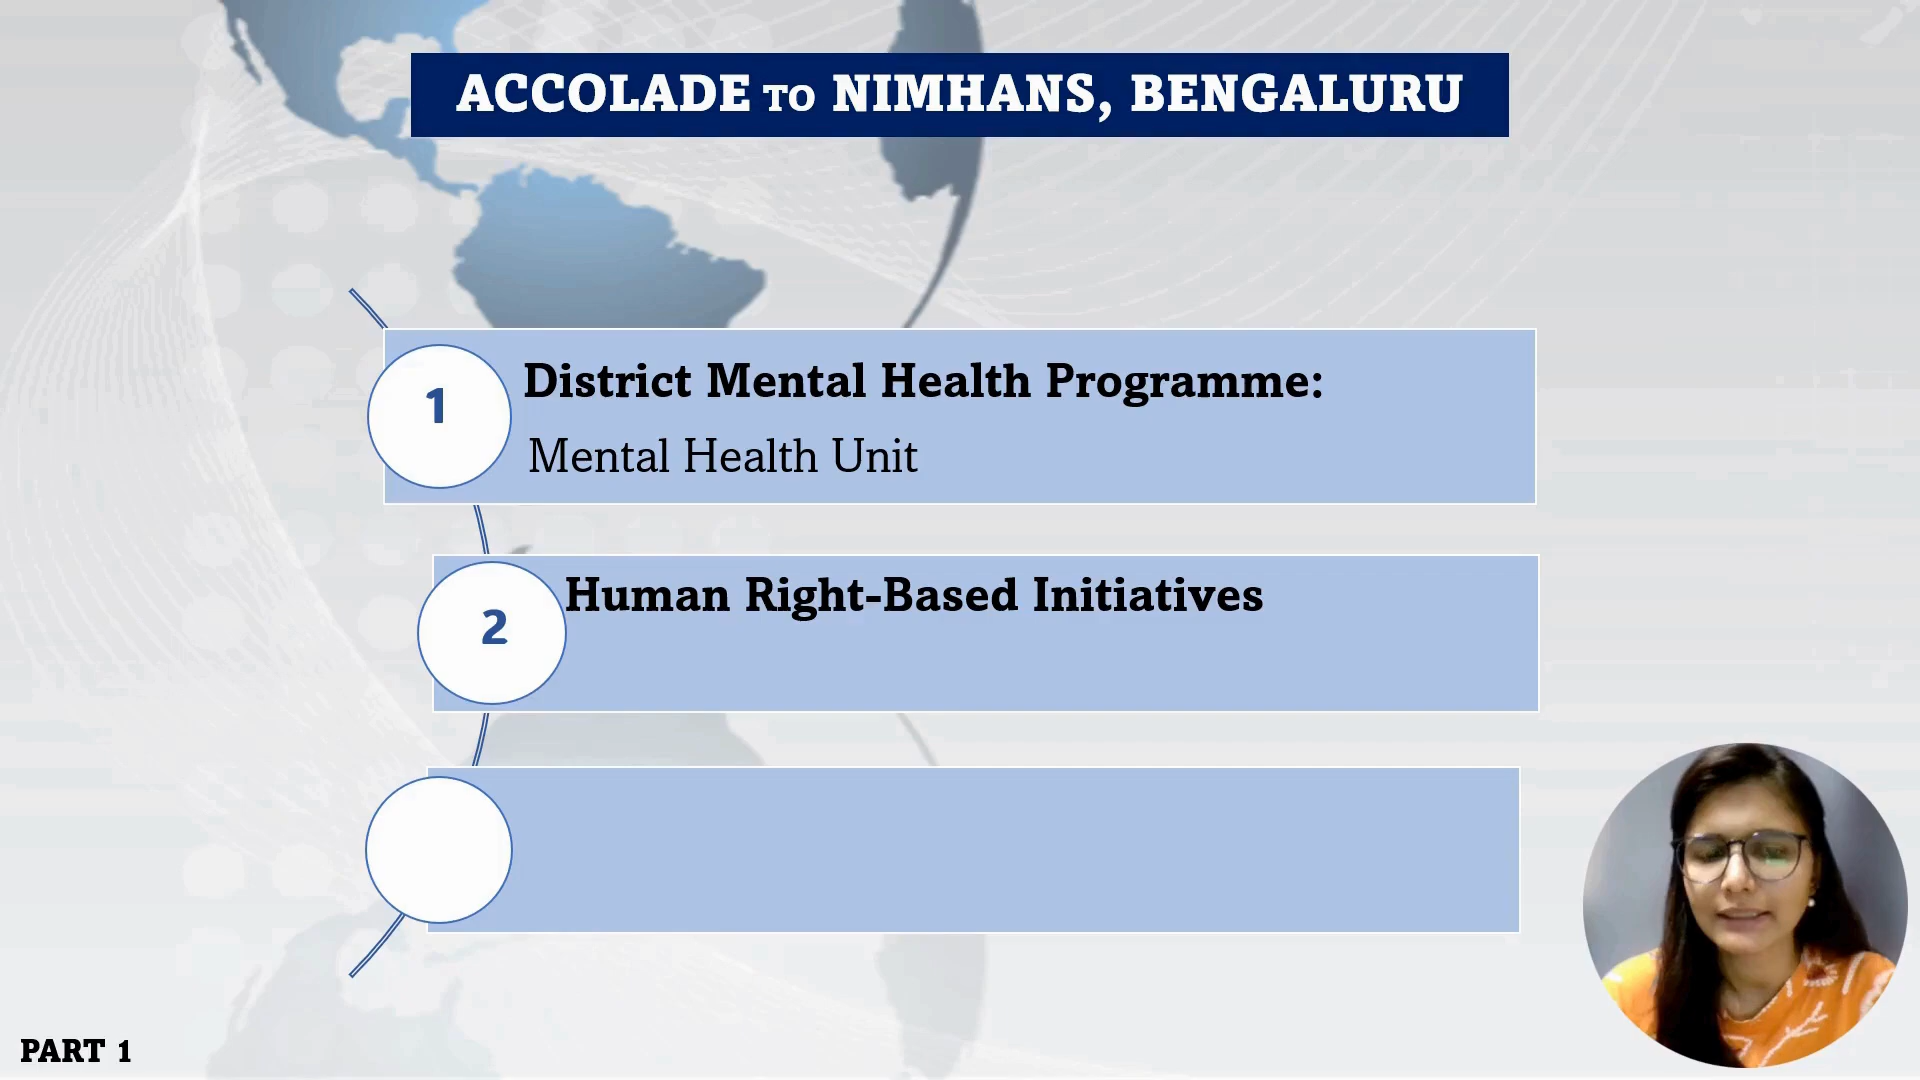 ACCOLADE TO NIMHANS, BENGALURU
1
District Mental Health Programme:
Mental Health Unit
2
Human Right-Based Initiatives
PART 1